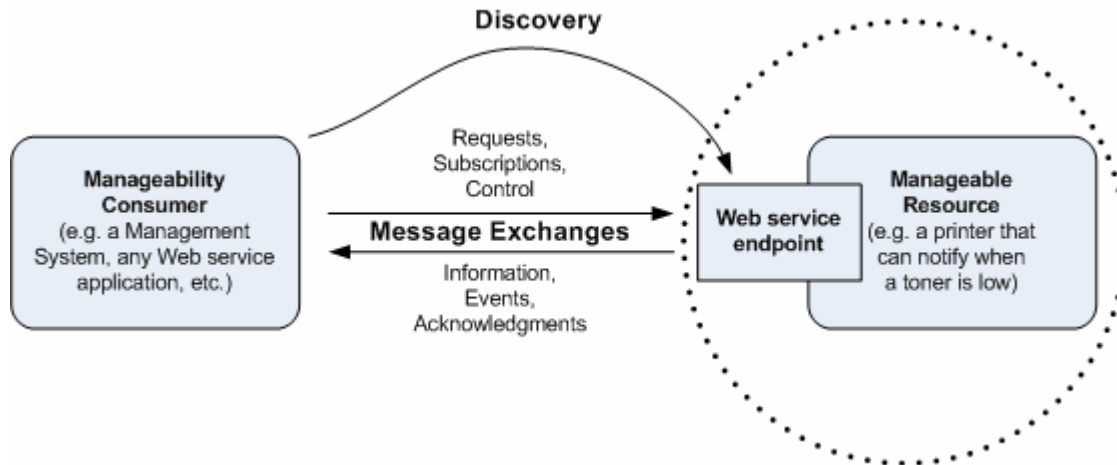 Discovery
Requests,
Subscriptions,
Control
Manageability
Consumer
(e.g. a Management
System, any Web service
application, etc.)
Message Exchanges
Information,
Events,
Acknowledgments
Web service
endpoint
Manageable
Resource
(e.g. a printer that
can notify when
a toner is low)